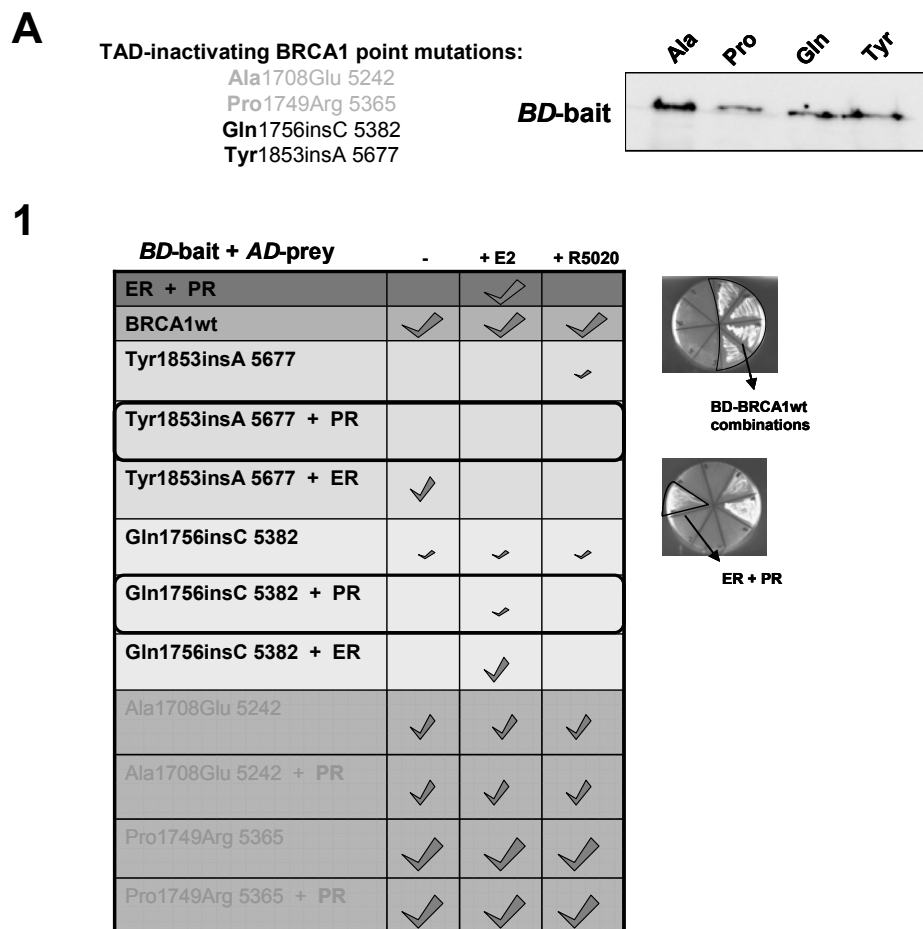 A
TAD-inactivating BRCA1 point mutations:
Ala1708Glu 5242
Pro1749Arg 5365
Gln1756insC 5382
Tyr1853insA 5677
Ala Pro Gln Tyr
BD-bait
1
BD-bait + AD-prey - + E2 + R5020
ER + PR
BRCA1wt
Tyr1853insA 5677
Tyr1853insA 5677 + PR
Tyr1853insA 5677 + ER
Gln1756insC 5382
Gln1756insC 5382 + PR
Gln1756insC 5382 + ER
Ala1708Glu 5242
Ala1708Glu 5242 + PR
Pro1749Arg 5365
Pro1749Arg 5365 + PR
BD-BRCA1wt
combinations
ER + PR